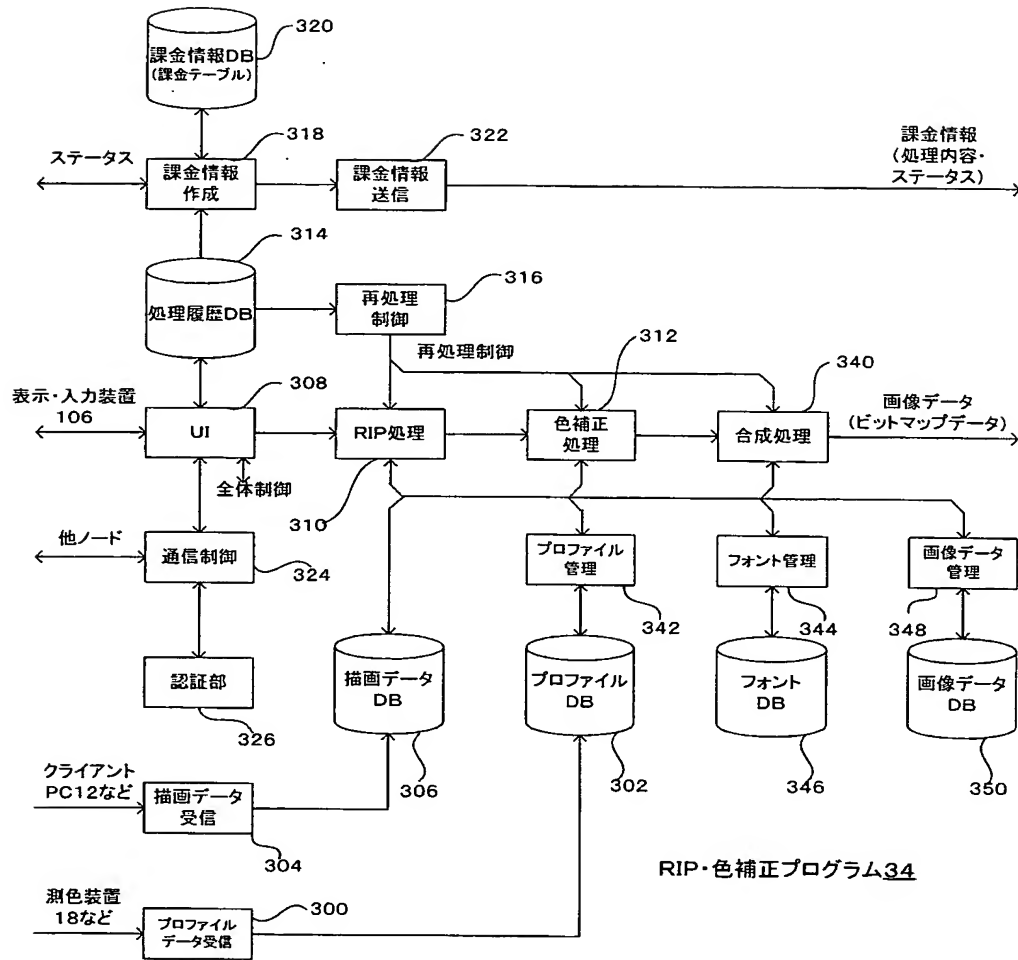 320
課金情報DB
(課金テーブル)
ステータス
318
課金情報
作成
322
課金情報
送信
課金情報
(処理内容・
ステータス)
314
処理履歴DB
316
再処理
制御
再処理制御
312
340
表示・入力装置
106
308
UI
RIP処理
色補正
処理
合成処理
画像データ
(ビットマップデータ)
全体制御
310
他ノード
通信制御
324
プロファイル
管理
342
フォント管理
344
画像データ
管理
348
認証部
326
描画データ
DB
306
プロファイル
DB
302
フォント
DB
346
画像データ
DB
350
クライアント
PC12など
描画データ
受信
304
測色装置
18など
300
プロファイル
データ受信
RIP・色補正プログラム34